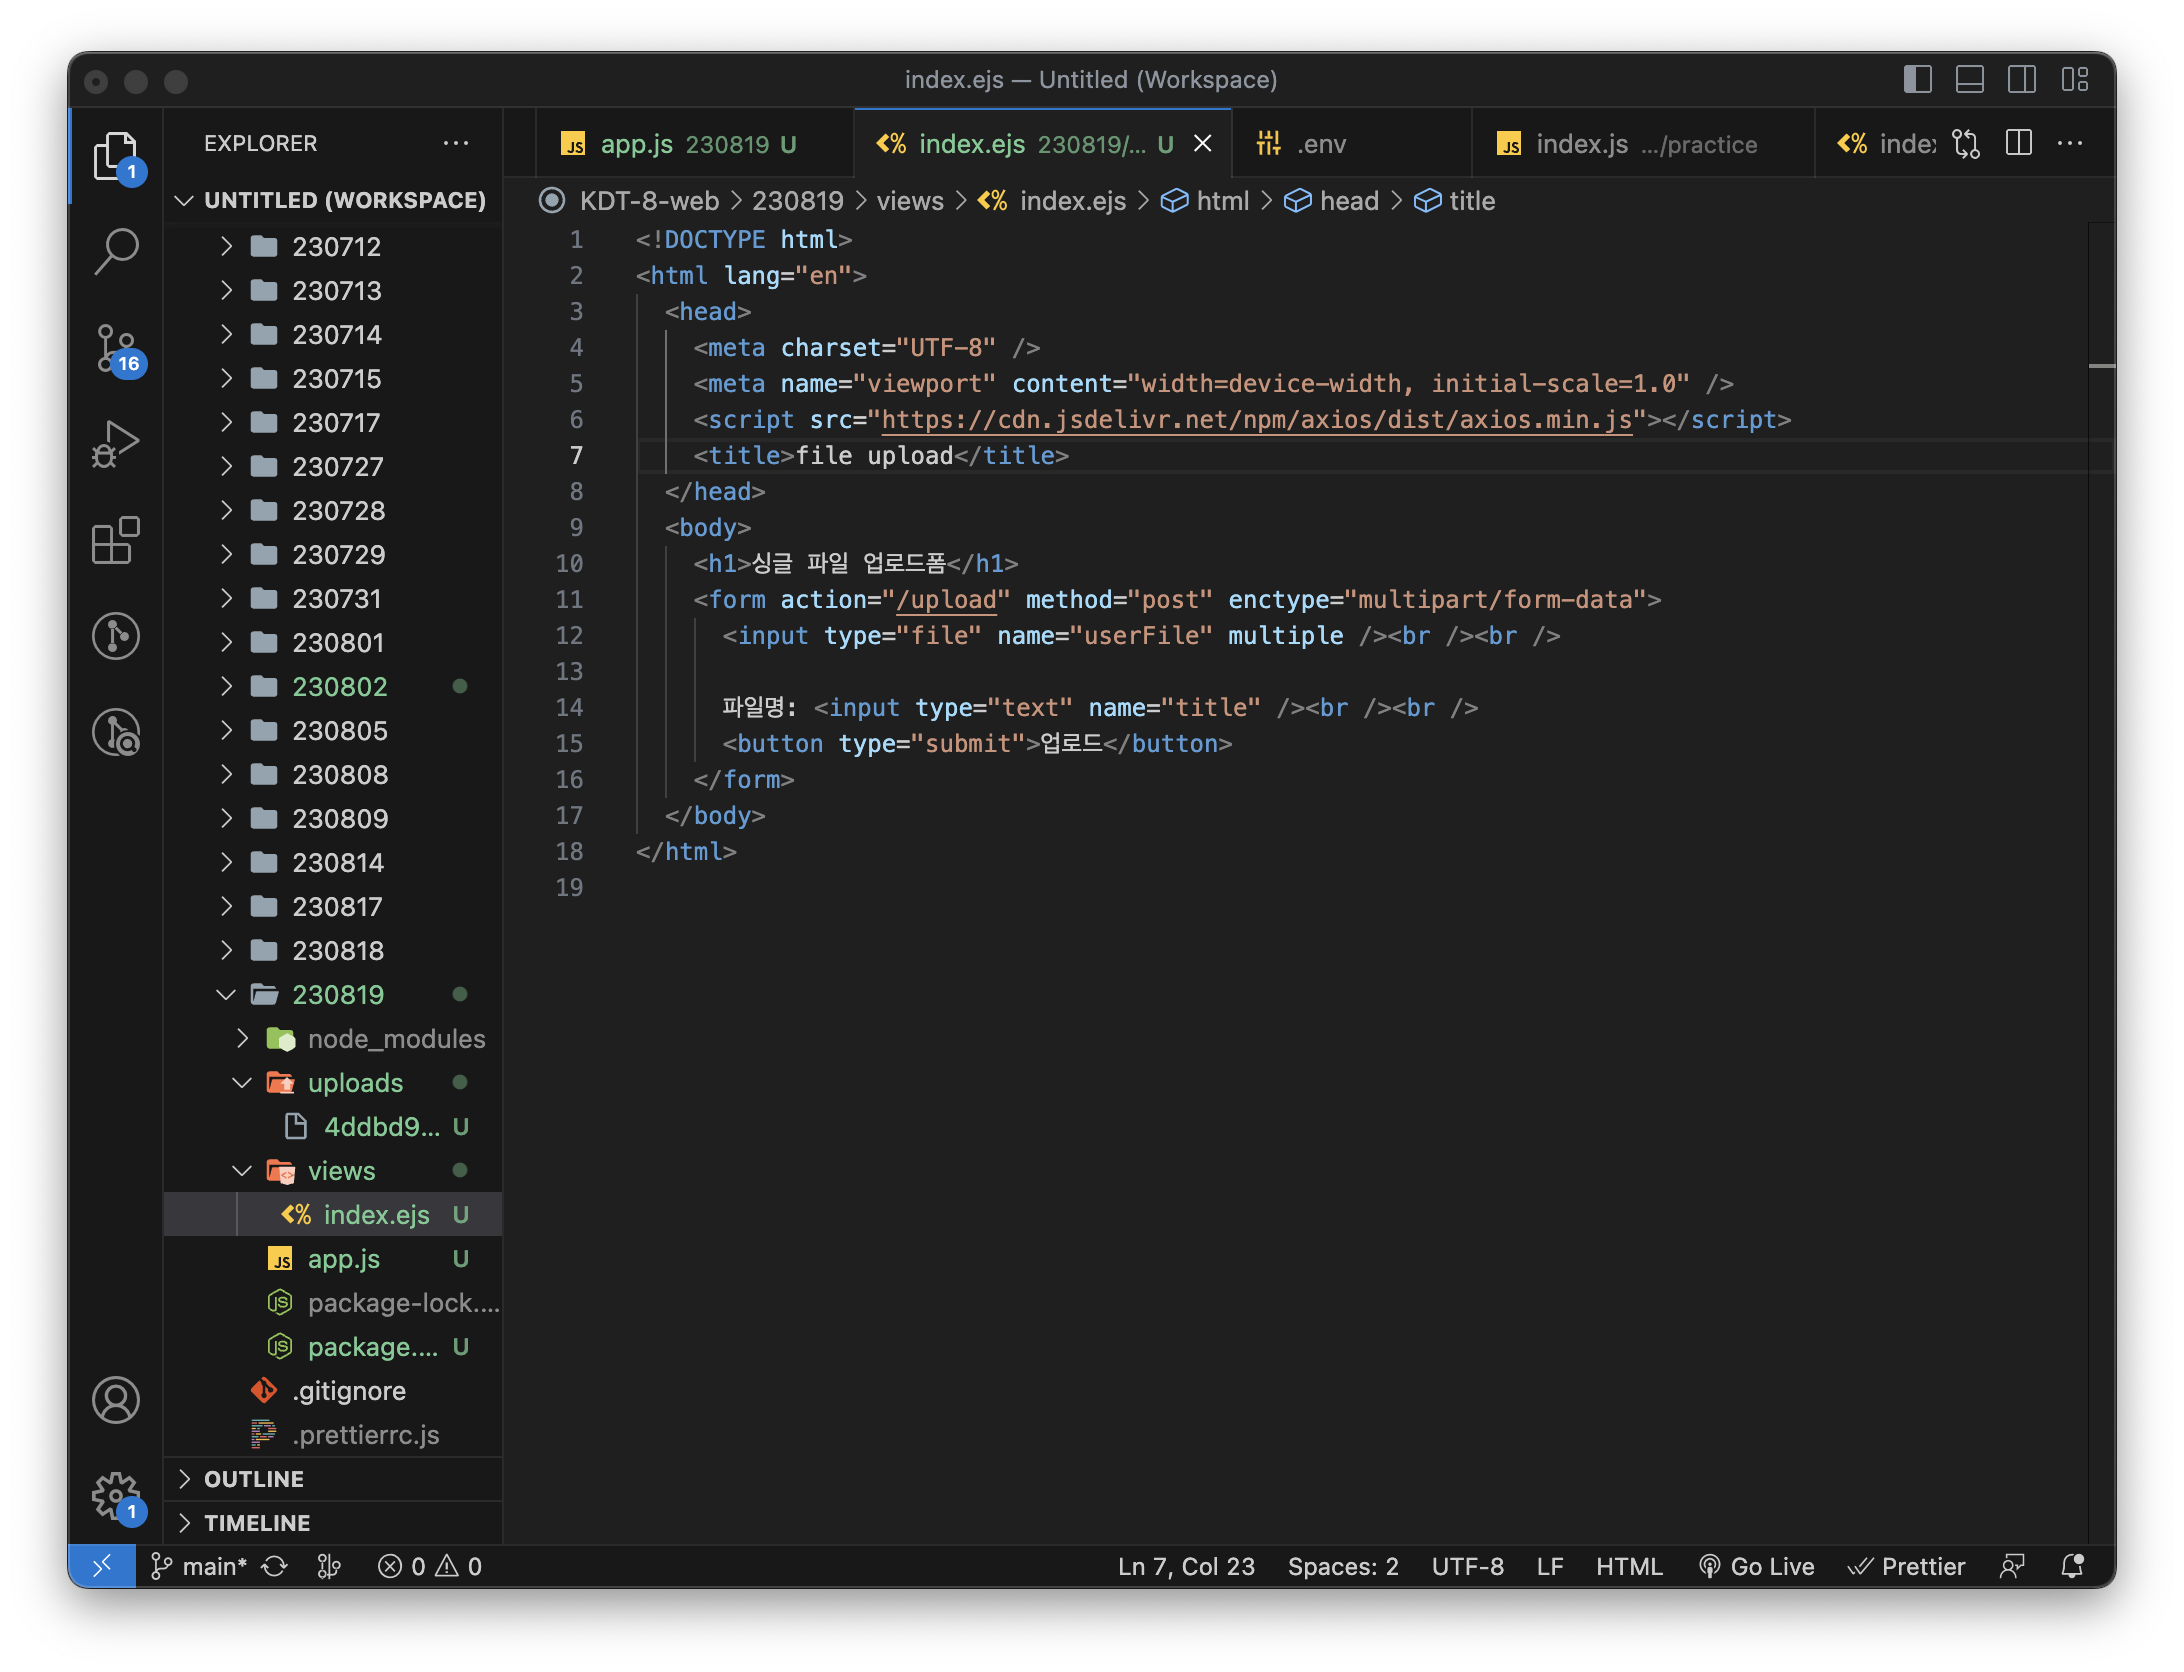 index.ejs — Untitled (Workspace)
EXPLORER
app.js 230819 U
index.ejs 230819/... U
.env
index.js .../practice
index
UNTITLED (WORKSPACE)
KDT-8-web > 230819 > views > index.ejs > html > head > title
230712
230713
230714
230715
230717
230727
230728
230729
230731
230801
230802
230805
230808
230809
230814
230817
230818
230819
node_modules
uploads
4ddbd9... U
views
index.ejs U
app.js U
package-lock....
package.... U
.gitignore
.prettierrc.js
OUTLINE
TIMELINE
1 <!DOCTYPE html>
2 <html lang="en">
3 <head>
4 <meta charset="UTF-8" />
5 <meta name="viewport" content="width=device-width, initial-scale=1.0" />
6 <script src="https://cdn.jsdelivr.net/npm/axios/dist/axios.min.js"></script>
7 <title>file upload</title>
8 </head>
9 <body>
10 <h1>싱글 파일 업로드폼</h1>
11 <form action="/upload" method="post" enctype="multipart/form-data">
12 <input type="file" name="userFile" multiple /><br /><br />
13
14 파일명: <input type="text" name="title" /><br /><br />
15 <button type="submit">업로드</button>
16 </form>
17 </body>
18 </html>
19
1
16
1
main* 0 0 Ln 7, Col 23 Spaces: 2 UTF-8 LF HTML Go Live Prettier